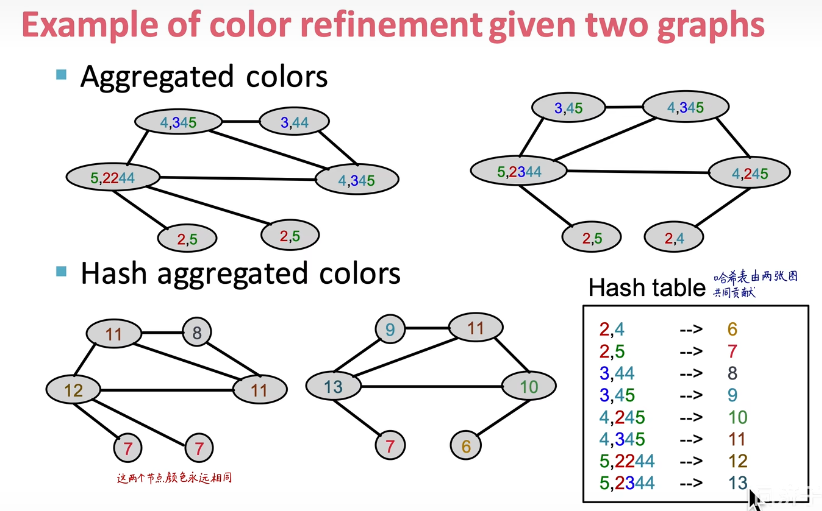 Example of color refinement given two graphs
Aggregated colors
4,345
3,44
5,2244
4,345
2,5
2,5
3,45
4,345
5,2344
4,245
2,5
2,4
Hash aggregated colors
11
8
12
11
7
7
这两个节点颜色永远相同
9
11
13
10
7
6
Hash table
哈希表由两张图
共同贡献
2,4 --> 6
2,5 --> 7
3,44 --> 8
3,45 --> 9
4,245 --> 10
4,345 --> 11
5,2244 --> 12
5,2344 --> 13